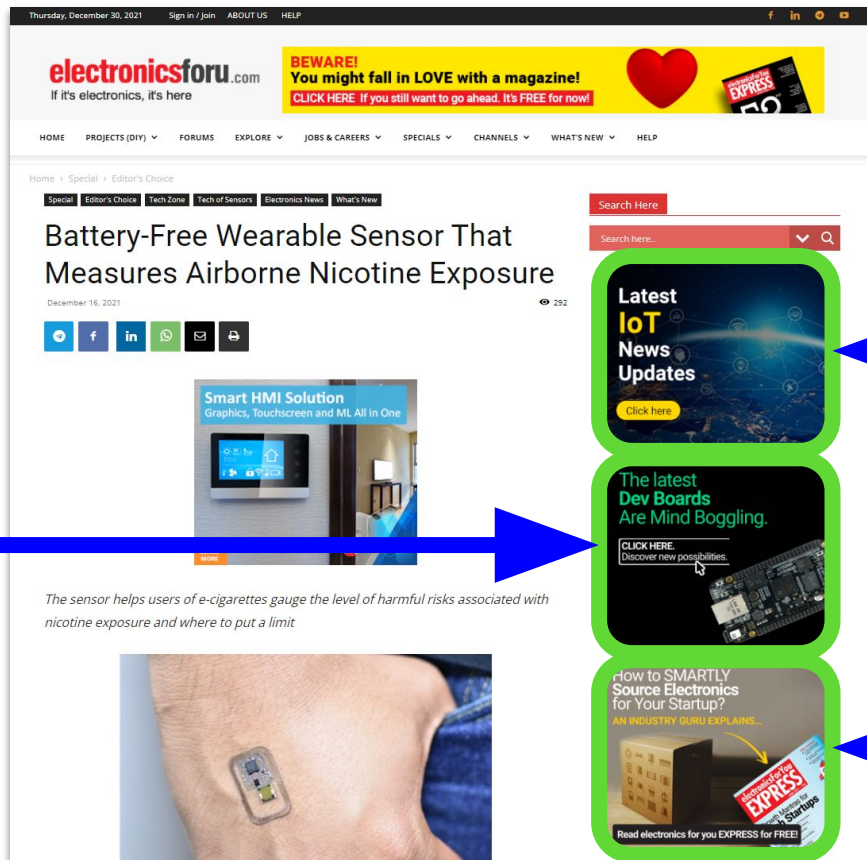 Thursday, December 30, 2021 Sign in / Join ABOUT US HELP
electronicsforu.com
If it's electronics, it's here
BEWARE!
You might fall in LOVE with a magazine!
CLICK HERE If you still want to go ahead. It's FREE for now!
electronicsforyou
EXPRESS
HOME PROJECTS (DIY) FORUMS EXPLORE JOBS & CAREERS SPECIALS CHANNELS WHAT'S NEW HELP
Home › Special › Editor's Choice
Special Editor's Choice Tech Zone Tech of Sensors Electronics News What's New
Battery-Free Wearable Sensor That
Measures Airborne Nicotine Exposure
December 16, 2021 292
Smart HMI Solution
Graphics, Touchscreen and ML All in One
MORE
The sensor helps users of e-cigarettes gauge the level of harmful risks associated with
nicotine exposure and where to put a limit
Search Here
Search here..
Latest
IoT
News
Updates
Click here
The latest
Dev Boards
Are Mind Boggling.
CLICK HERE.
Discover new possibilities.
How to SMARTLY
Source Electronics
for Your Startup?
AN INDUSTRY GURU EXPLAINS...
electronicsForYou
EXPRESS
Startups
Read electronics for you EXPRESS for FREE!